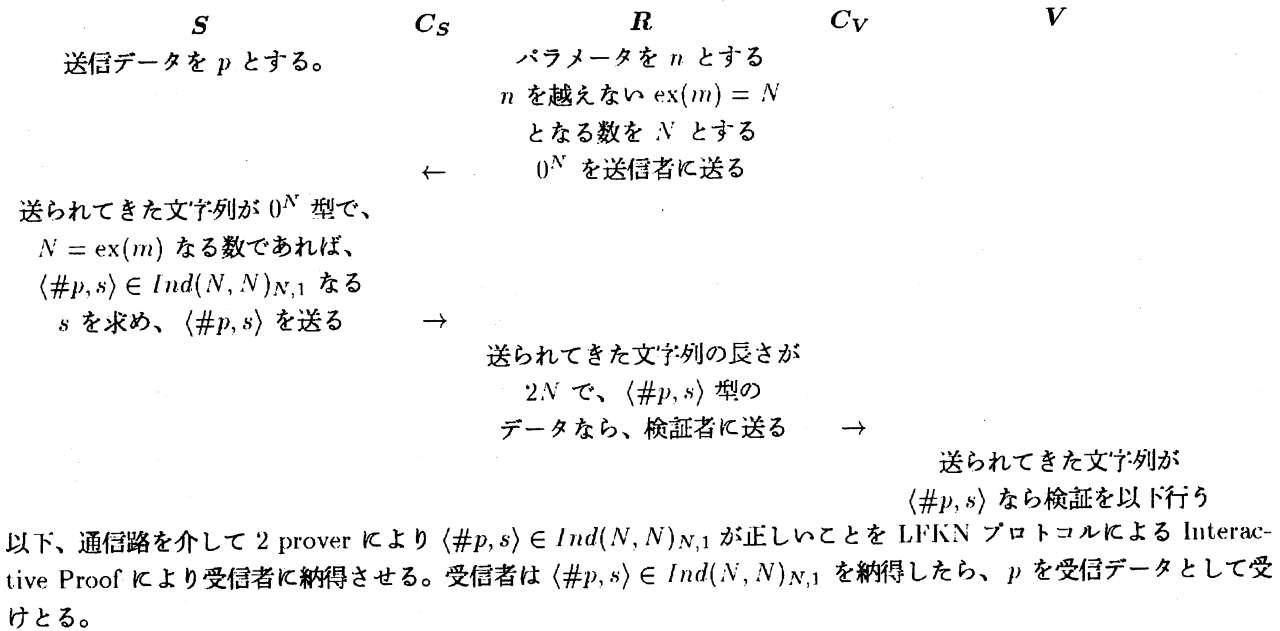 S C_S R C_V V
送信データを p とする。 パラメータを n とする
n を越えない ex(m) = N
となる数を N とする
← 0^N を送信者に送る
送られてきた文字列が 0^N 型で、
N = ex(m) なる数であれば、
⟨#p, s⟩ ∈ Ind(N, N)_{N,1} なる
s を求め、⟨#p, s⟩ を送る →
送られてきた文字列の長さが
2N で、⟨#p, s⟩ 型の
データなら、検証者に送る →
送られてきた文字列が
⟨#p, s⟩ なら検証を以下行う
以下、通信路を介して 2 prover により ⟨#p, s⟩ ∈ Ind(N, N)_{N,1} が正しいことを LFKN プロトコルによる Interac-
tive Proof により受信者に納得させる。受信者は ⟨#p, s⟩ ∈ Ind(N, N)_{N,1} を納得したら、p を受信データとして受
けとる。